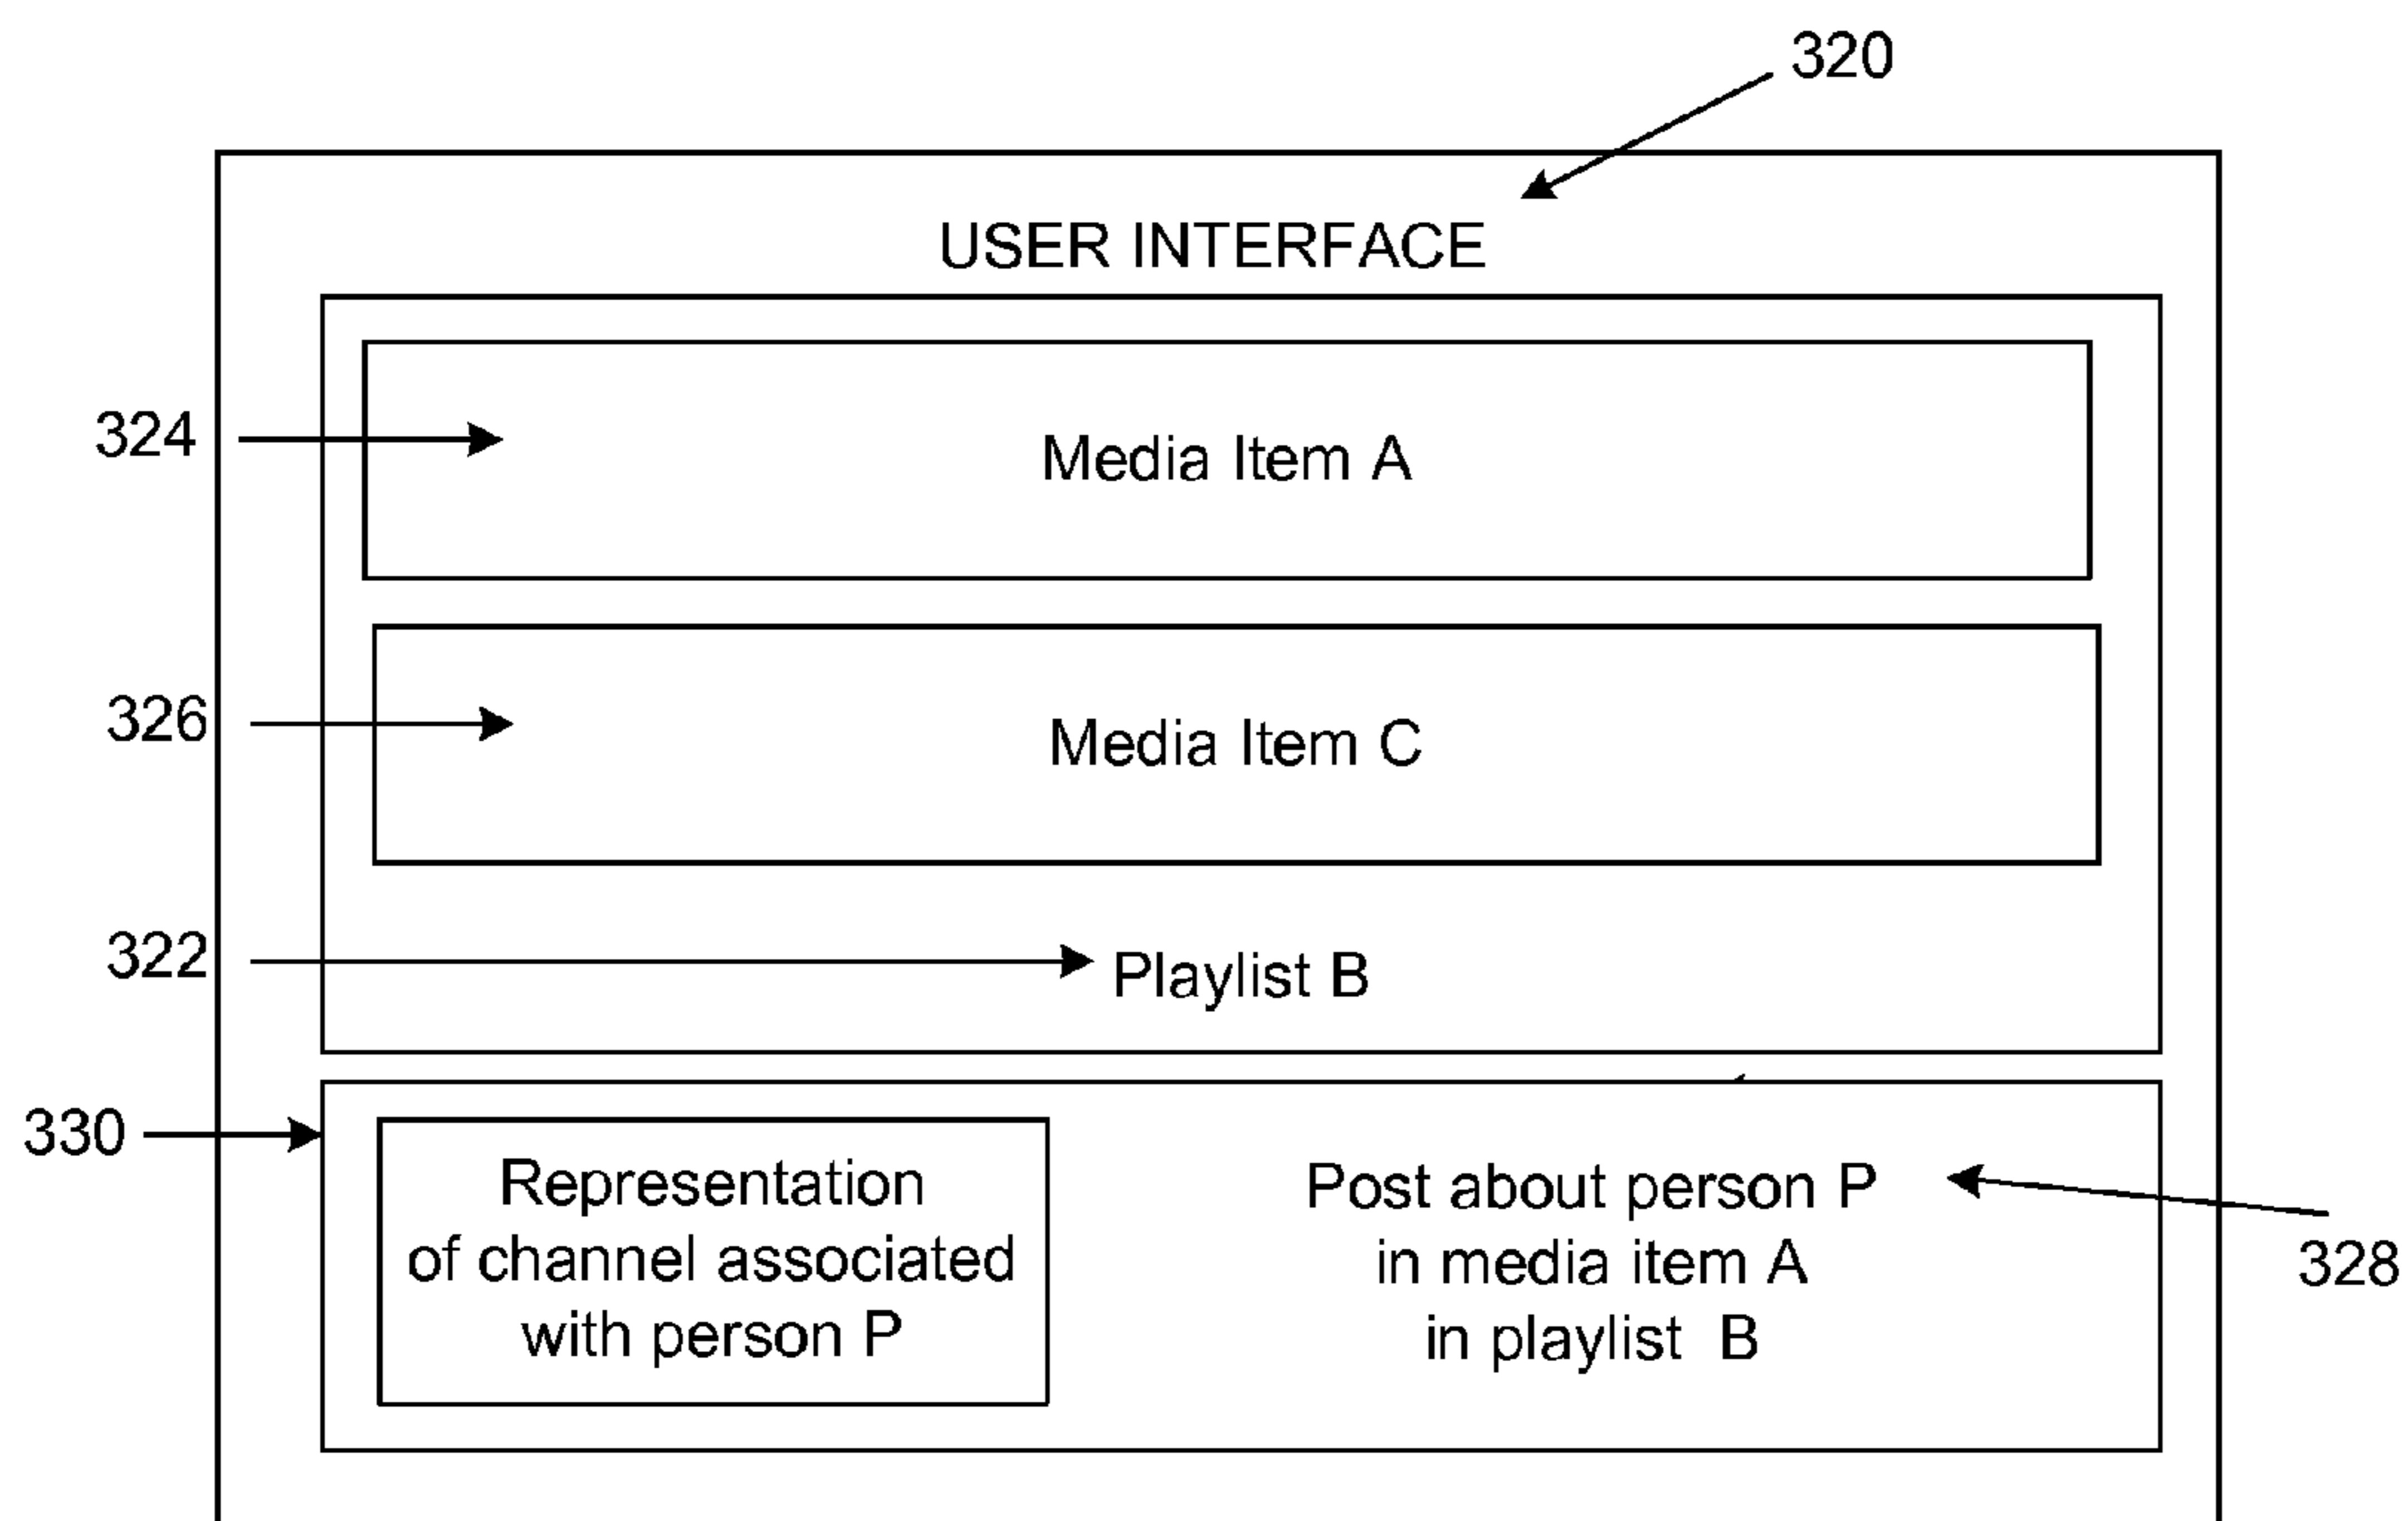 320
USER INTERFACE
324
Media Item A
326
Media Item C
322
Playlist B
330
Representation
of channel associated
with person P
Post about person P
in media item A
in playlist B
328